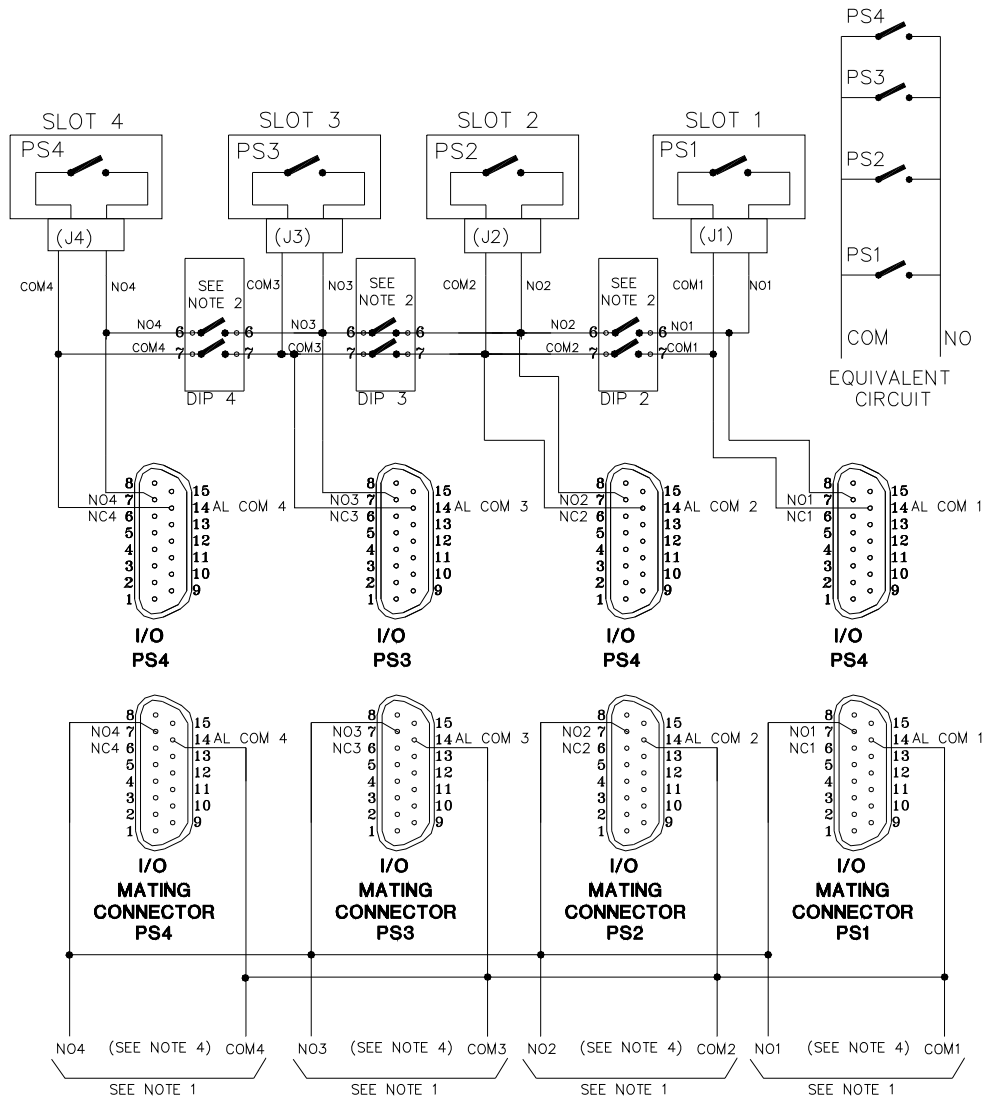 PS4
PS3
PS2
PS1
COM NO
EQUIVALENT
CIRCUIT
SLOT 4 SLOT 3 SLOT 2 SLOT 1
PS4 PS3 PS2 PS1
(J4) (J3) (J2) (J1)
COM4 NO4 SEE NOTE 2 COM3 NO3 SEE NOTE 2 COM2 NO2 SEE NOTE 2 COM1 NO1
NO4 6 6 NO3 6 6 NO2 6 6 NO1
COM4 7 7 COM3 7 7 COM2 7 7 COM1
DIP 4 DIP 3 DIP 2
8 15 8 15 8 15 8 15
NO4 7 14 AL COM 4 NO3 7 14 AL COM 3 NO2 7 14 AL COM 2 NO1 7 14 AL COM 1
NC4 6 13 NC3 6 13 NC2 6 13 NC1 6 13
5 12 5 12 5 12 5 12
4 11 4 11 4 11 4 11
3 10 3 10 3 10 3 10
2 9 2 9 2 9 2 9
1 1 1 1
I/O I/O I/O I/O
PS4 PS3 PS4 PS4
8 15 8 15 8 15 8 15
NO4 7 14 AL COM 4 NO3 7 14 AL COM 3 NO2 7 14 AL COM 2 NO1 7 14 AL COM 1
NC4 6 13 NC3 6 13 NC2 6 13 NC1 6 13
5 12 5 12 5 12 5 12
4 11 4 11 4 11 4 11
3 10 3 10 3 10 3 10
2 9 2 9 2 9 2 9
1 1 1 1
I/O I/O I/O I/O
MATING MATING MATING MATING
CONNECTOR CONNECTOR CONNECTOR CONNECTOR
PS4 PS3 PS2 PS1
NO4 (SEE NOTE 4) COM4 NO3 (SEE NOTE 4) COM3 NO2 (SEE NOTE 4) COM2 NO1 (SEE NOTE 4) COM1
SEE NOTE 1 SEE NOTE 1 SEE NOTE 1 SEE NOTE 1